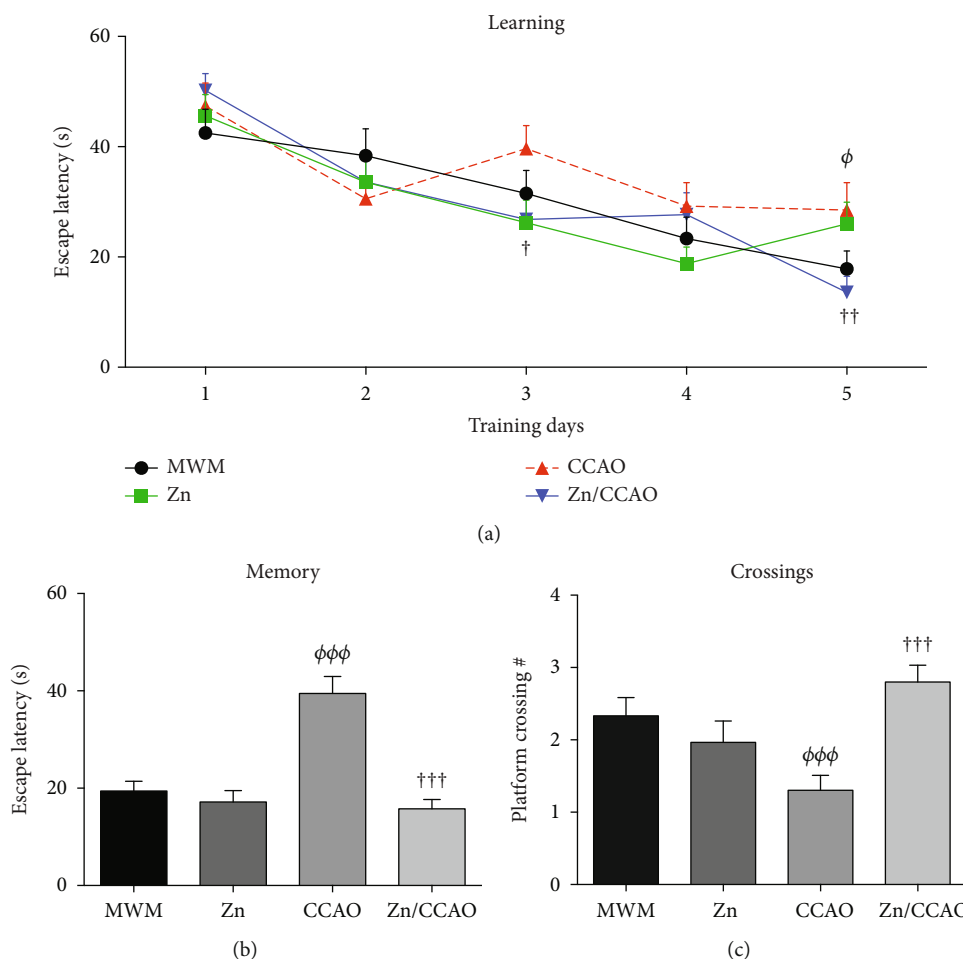 Learning
Escape latency (s)
60
40
20
0
ϕ
†
††
1 2 3 4 5
Training days
MWM CCAO
Zn Zn/CCAO
(a)
Memory
Escape latency (s)
60
40
20
0
ϕϕϕ
†††
MWM Zn CCAO Zn/CCAO
(b)
Crossings
Platform crossing #
4
3
2
1
0
†††
ϕϕϕ
MWM Zn CCAO Zn/CCAO
(c)